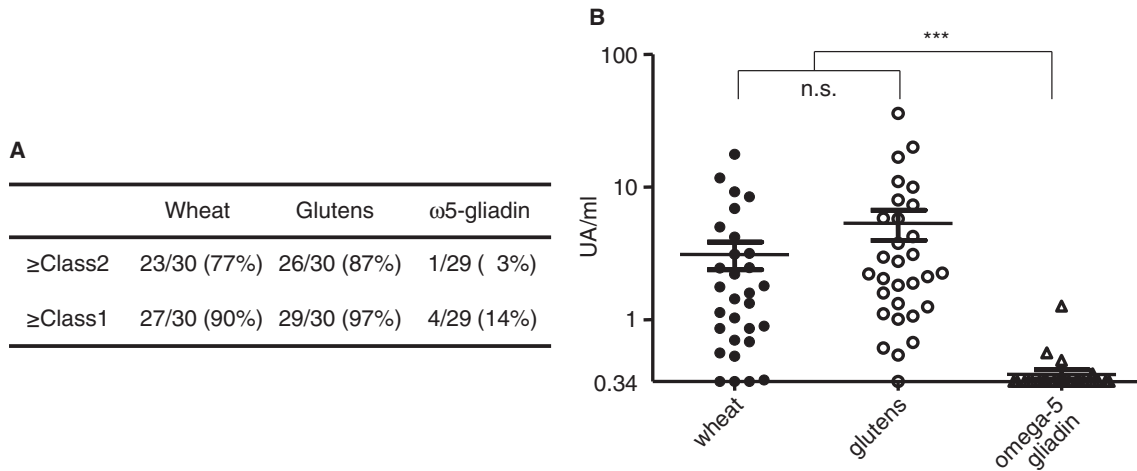 A
Wheat Glutens ω5-gliadin
≥Class2 23/30 (77%) 26/30 (87%) 1/29 ( 3%)
≥Class1 27/30 (90%) 29/30 (97%) 4/29 (14%)
B
***
n.s.
100
10
1
0.34
UA/ml
wheat
glutens
omega-5
gliadin